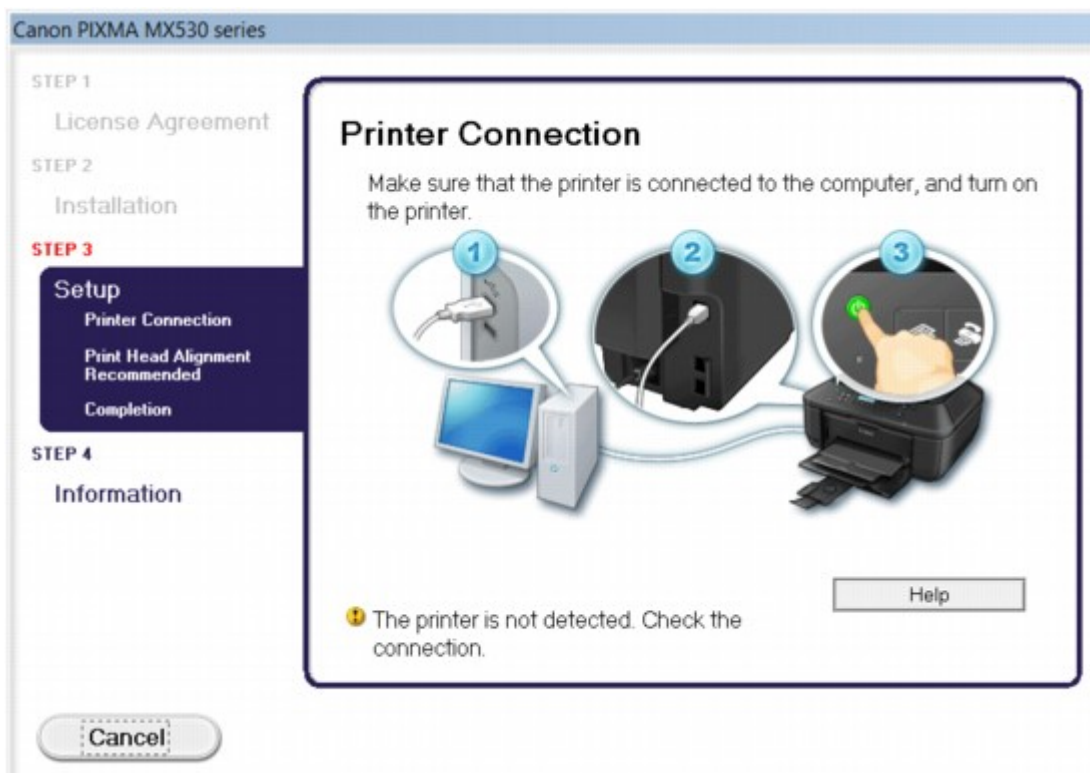 Canon PIXMA MX530 series
STEP 1
License Agreement
STEP 2
Installation
STEP 3
Setup
Printer Connection
Print Head Alignment
Recommended
Completion
STEP 4
Information
Printer Connection
Make sure that the printer is connected to the computer, and turn on
the printer.
1
2
3
Help
The printer is not detected. Check the
connection.
Cancel